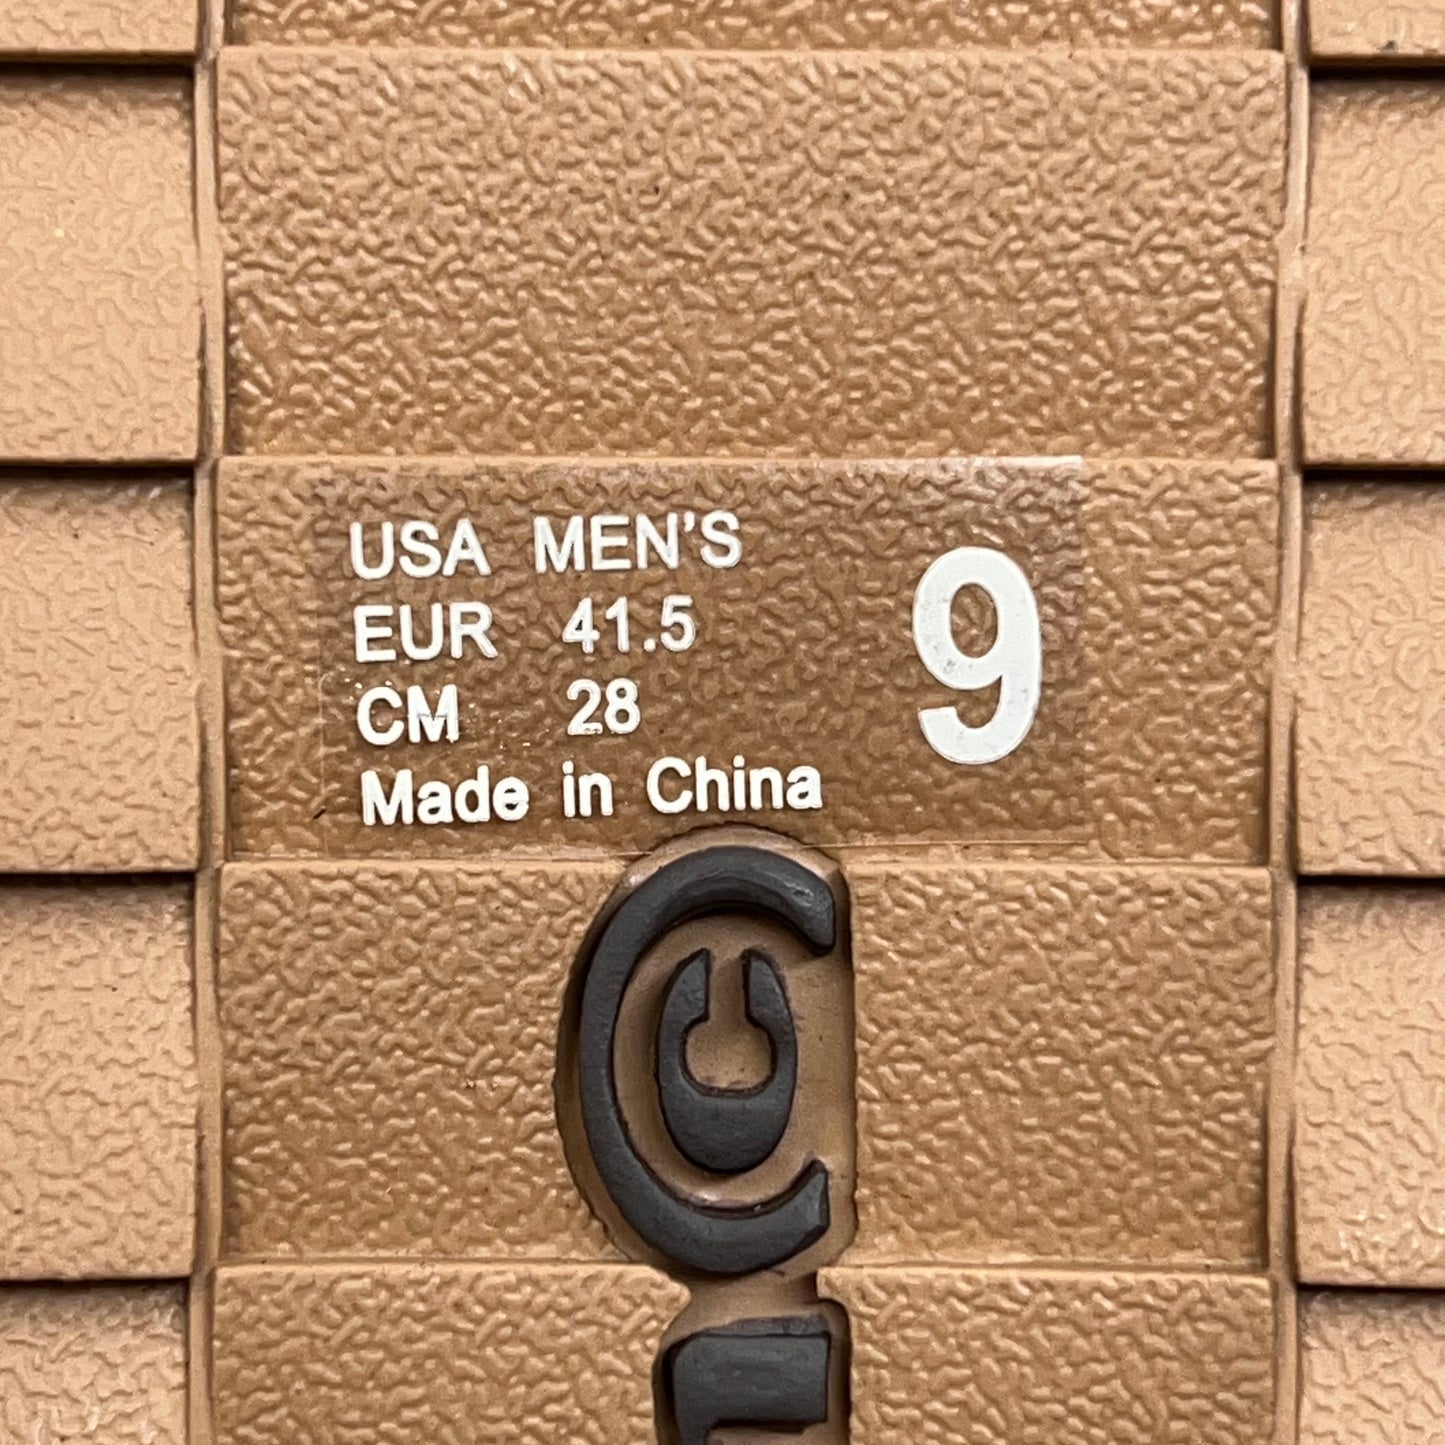 USA MEN'S 9
EUR 41.5
CM 28
Made in China